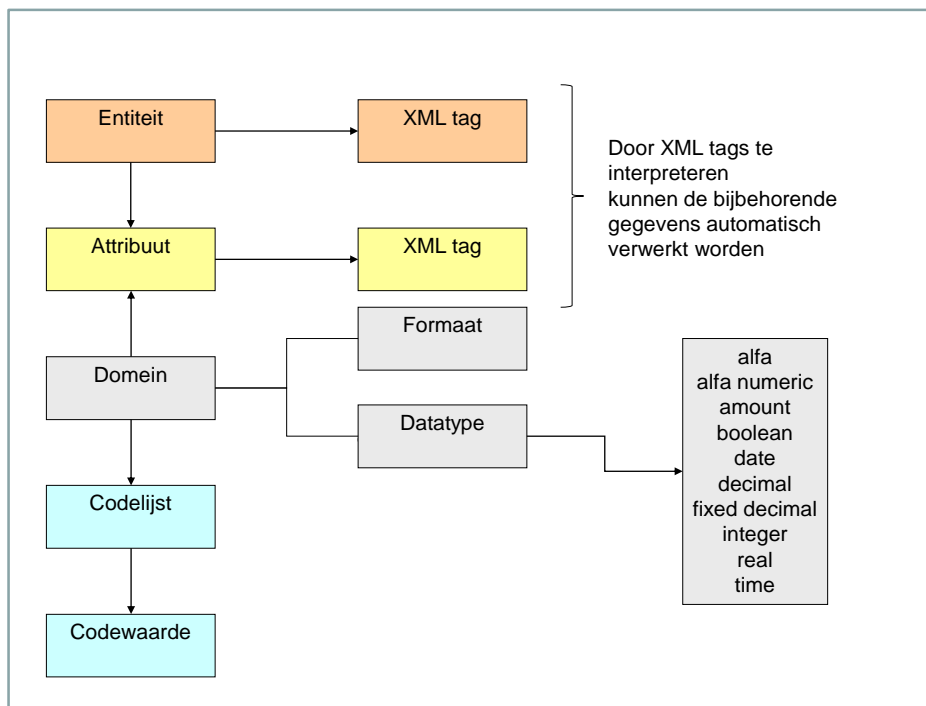 Entiteit
XML tag
Door XML tags te
interpreteren
kunnen de bijbehorende
gegevens automatisch
verwerkt worden
Attribuut
XML tag
Formaat
Domein
Datatype
alfa
alfa numeric
amount
boolean
date
decimal
fixed decimal
integer
real
time
Codelijst
Codewaarde